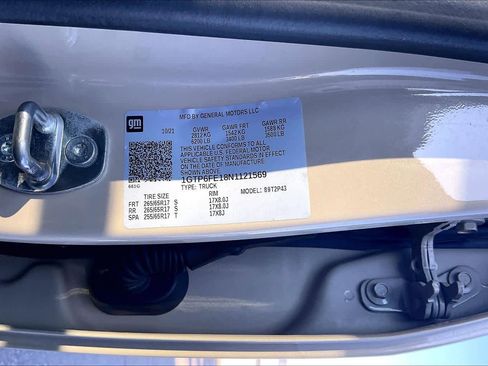 MFD BY GENERAL MOTORS LLC
gm
10/21 GVWR GAWR FRT GAWR RR
2812 KG 1542 KG 1588 KG
6200 LB 3400 LB 3500 LB
THIS VEHICLE CONFORMS TO ALL
APPLICABLE U.S. FEDERAL MOTOR
VEHICLE SAFETY STANDARDS IN
EFFECT ON THE DATE OF MANUFACTURE
SHOWN ABOVE.
1GTP6FE18N1121569
TYPE: TRUCK MODEL: 89T2P43
TIRE SIZE RIM
FRT 265/65R17 S 17X8.0J
RR 265/65R17 S 17X8.0J
SPA 255/65R17 T 17X8J